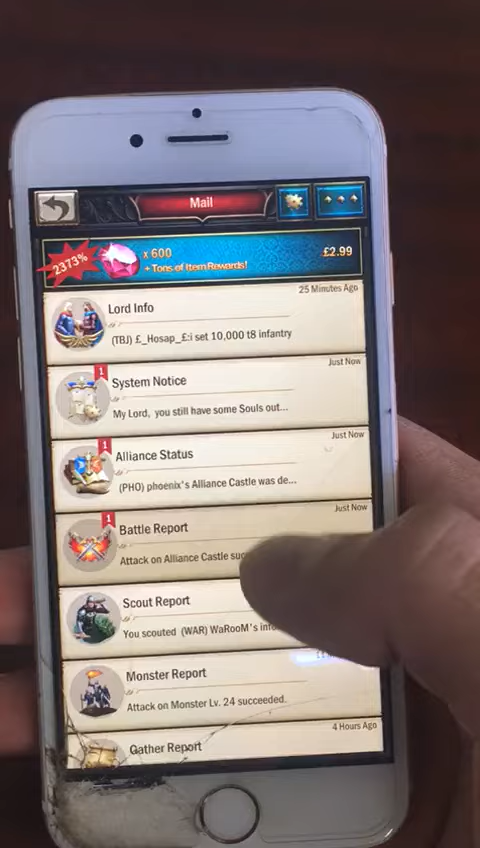 Mail
2373%
x 600
+ Tons of Item Rewards!
£2.99
25 Minutes Ago
Lord Info
(TBJ) £_Hosap_£:i set 10,000 t8 infantry
Just Now
1
System Notice
My Lord, you still have some Souls out...
Just Now
1
Alliance Status
(PHO) phoenix's Alliance Castle was de...
Just Now
1
Battle Report
Attack on Alliance Castle
Scout Report
You scouted (WAR) WaRooM's
Monster Report
Attack on Monster Lv. 24 succeeded.
4 Hours Ago
Gather Report